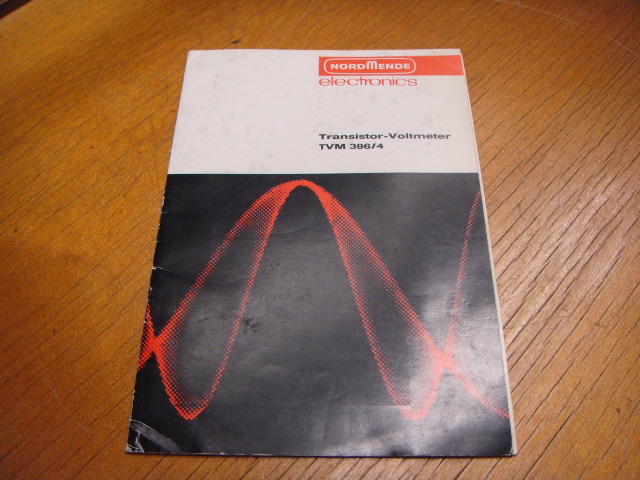 NORDMENDE
electronics
Transistor-Voltmeter
TVM 396/4